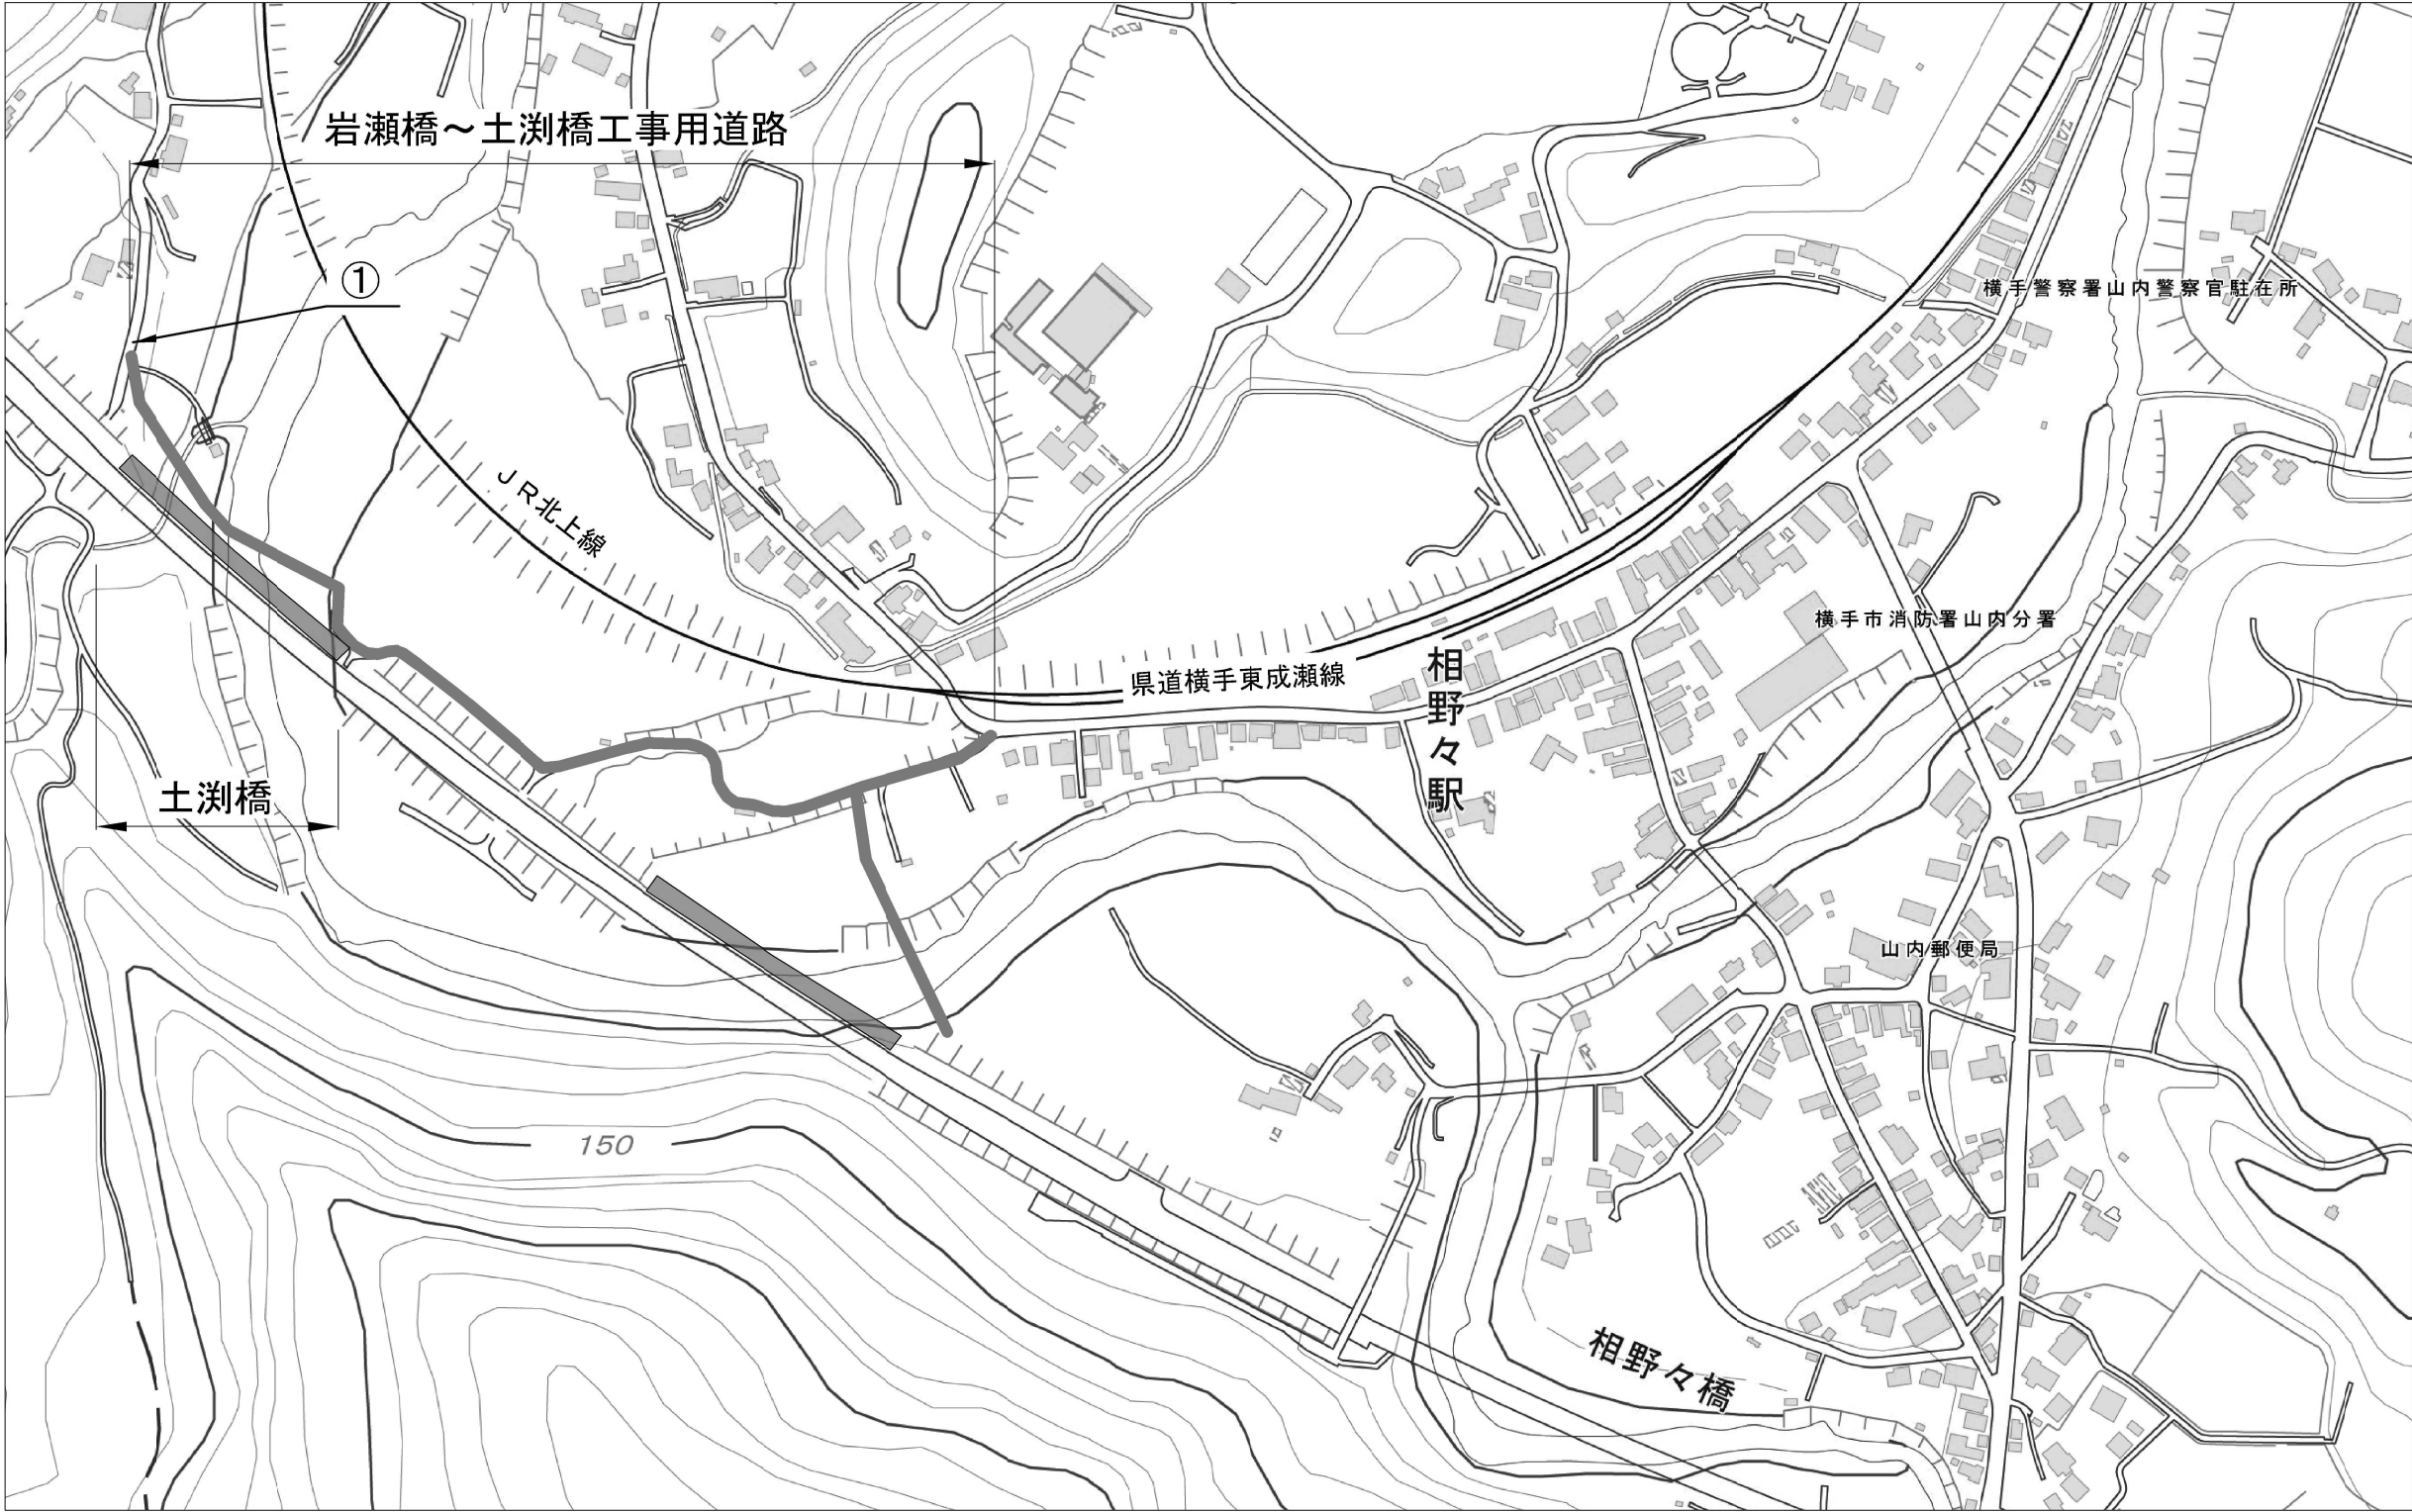 岩瀬橋～土渕橋工事用道路
①
横手警察署山内警察官駐在所
ＪＲ北上線
横手市消防署山内分署
県道横手東成瀬線
相野々駅
土渕橋
山内郵便局
150
相野々橋